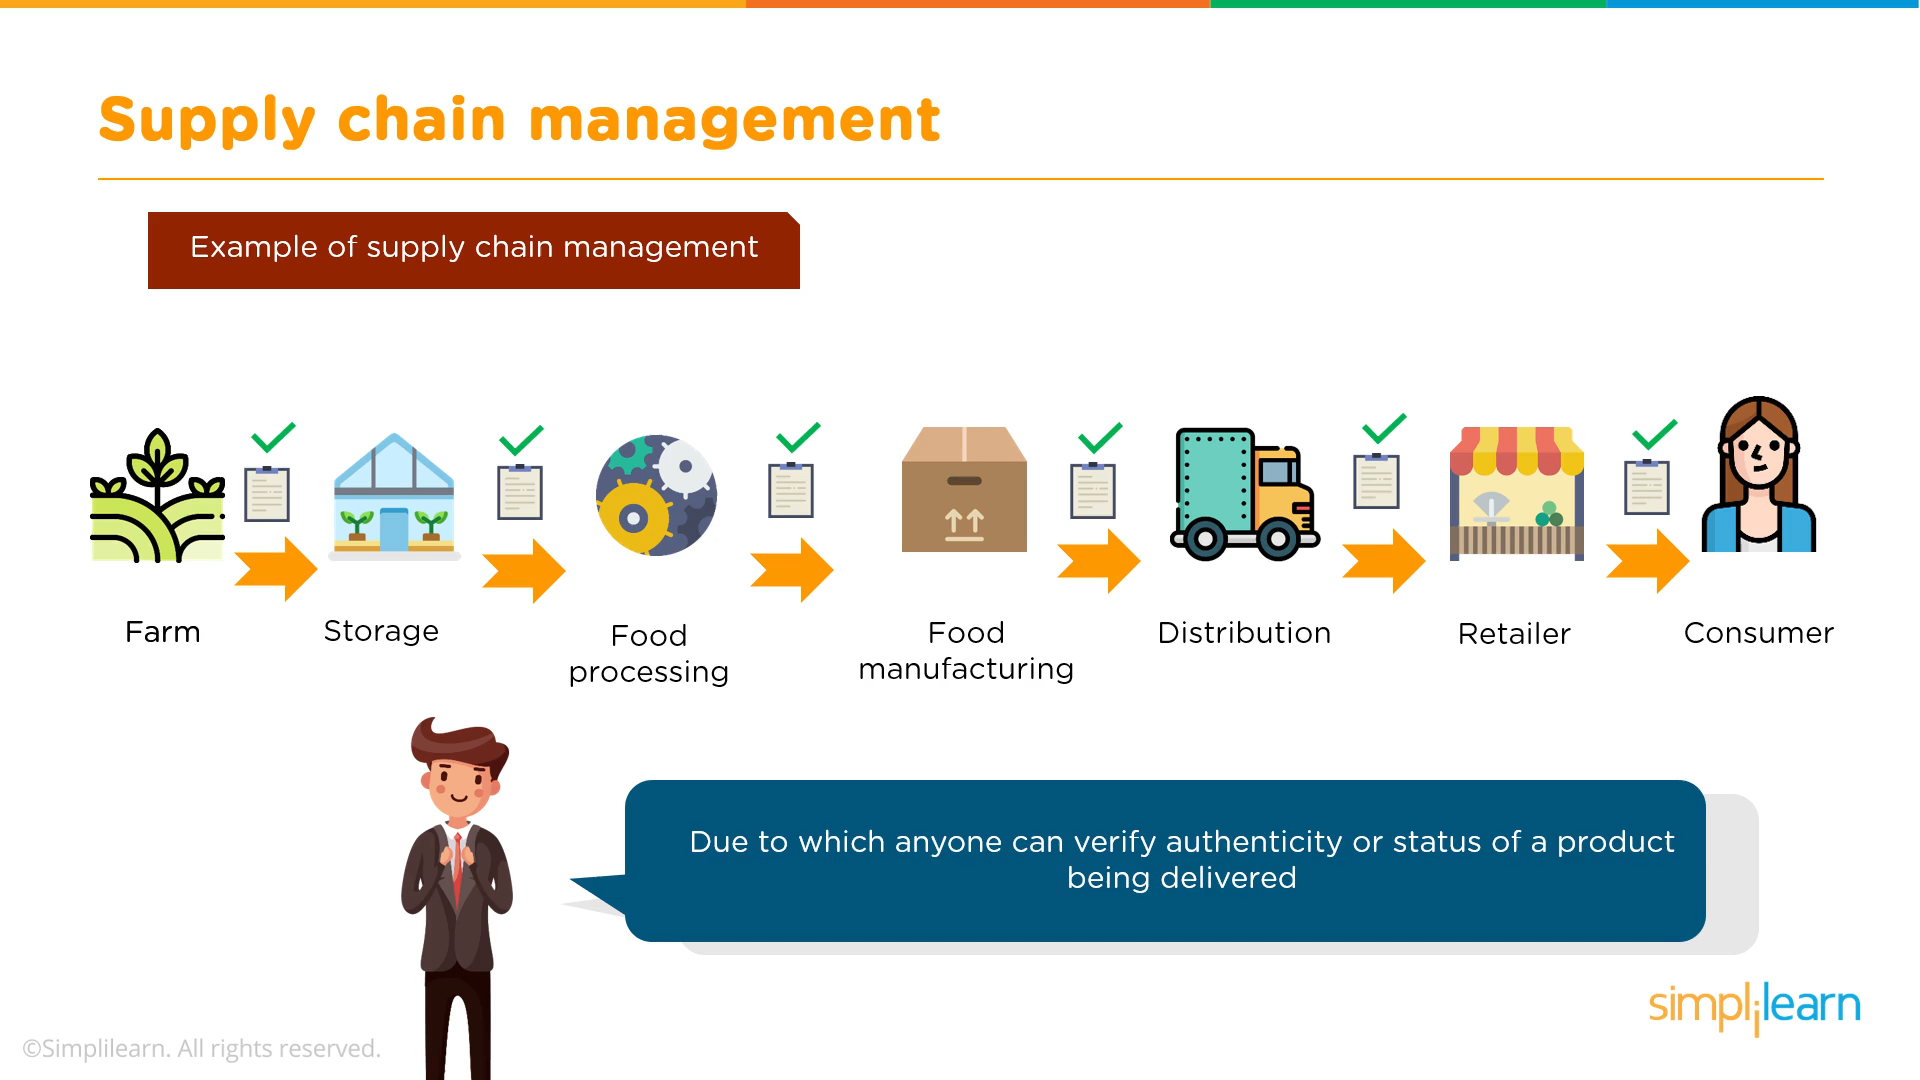 Supply chain management
Example of supply chain management
Farm
Storage
Food
processing
Food
manufacturing
Distribution
Retailer
Consumer
Due to which anyone can verify authenticity or status of a product
being delivered
simplilearn
©Simplilearn. All rights reserved.